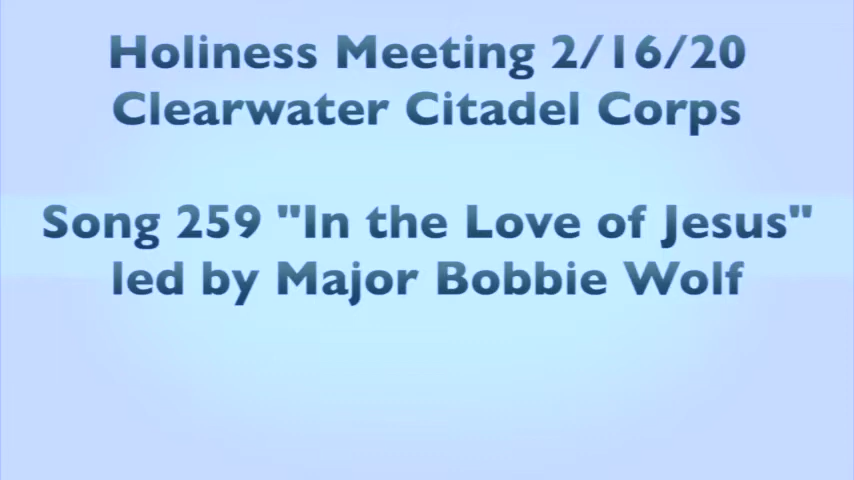 Holiness Meeting 2/16/20
Clearwater Citadel Corps
Song 259 "In the Love of Jesus"
led by Major Bobbie Wolf